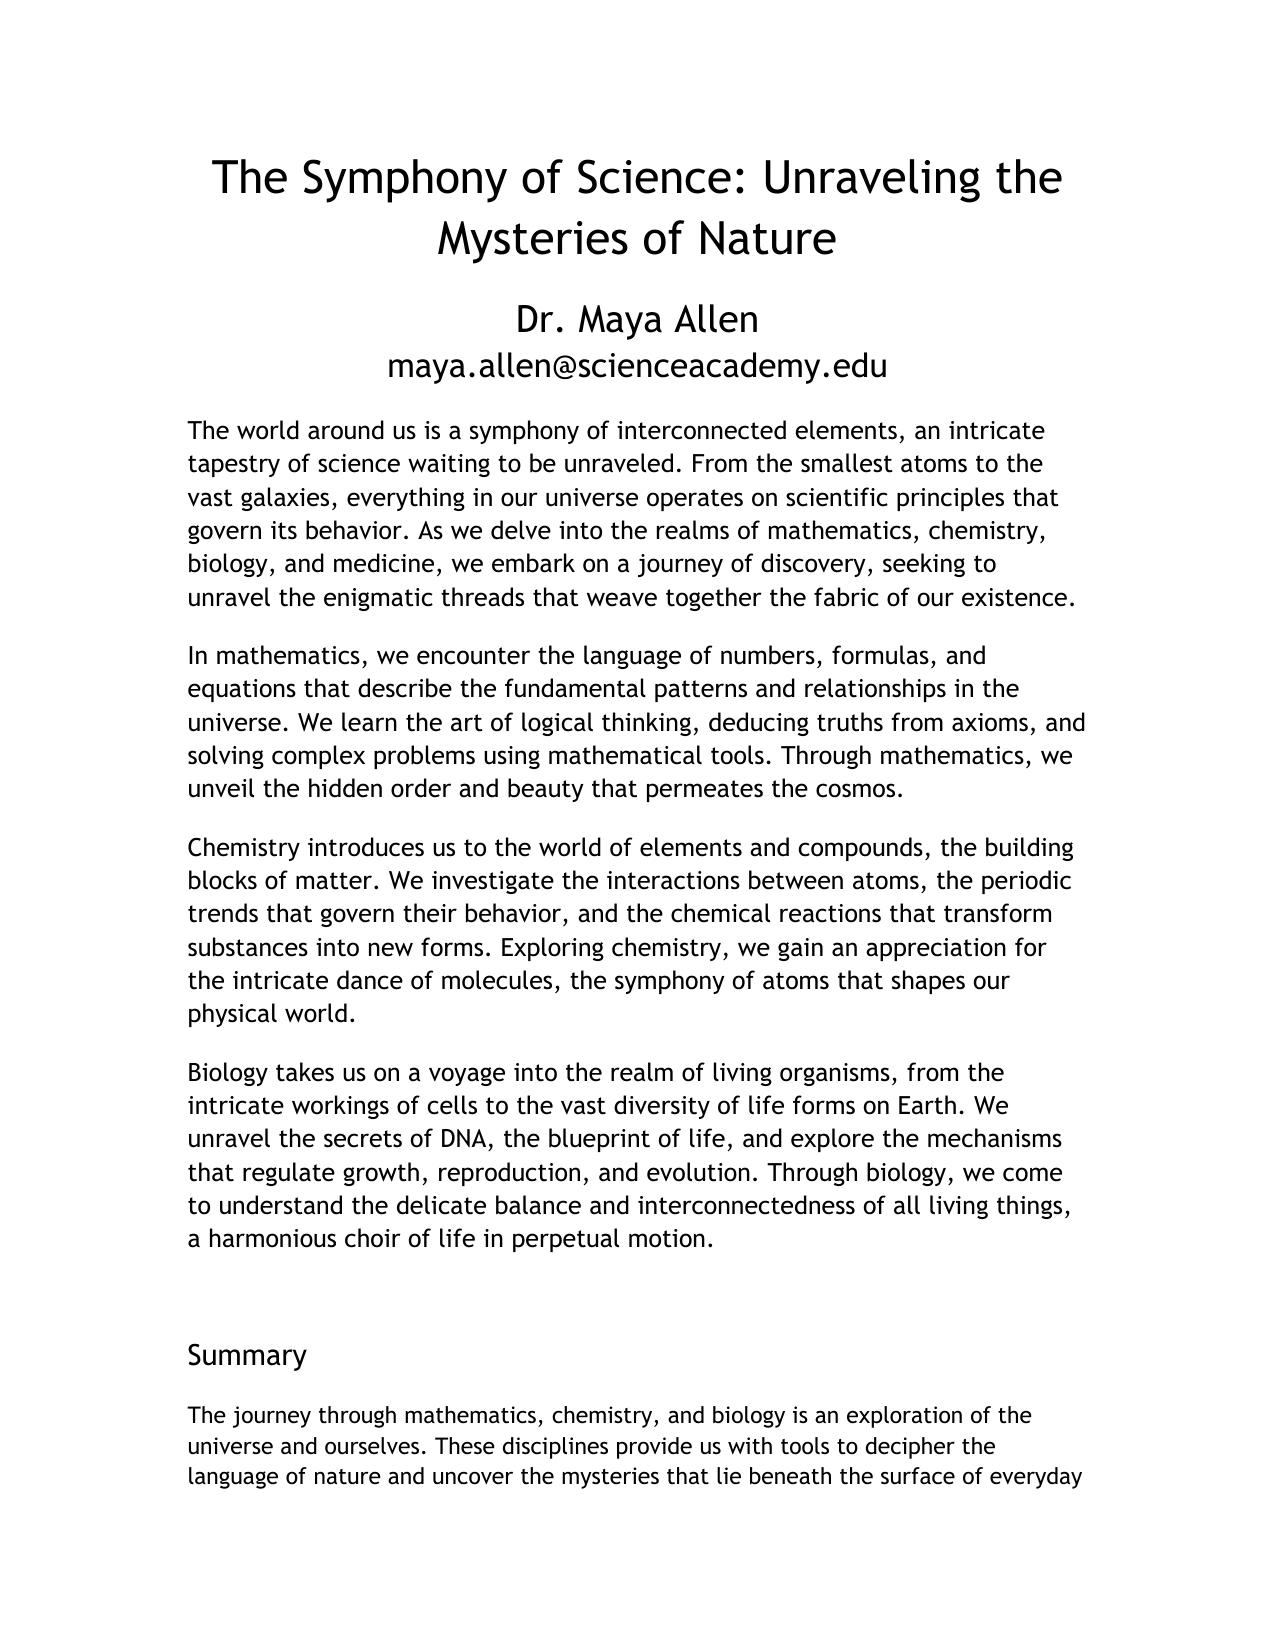 The Symphony of Science: Unraveling the
Mysteries of Nature
Dr. Maya Allen
maya.allen@scienceacademy.edu
The world around us is a symphony of interconnected elements, an intricate
tapestry of science waiting to be unraveled. From the smallest atoms to the
vast galaxies, everything in our universe operates on scientific principles that
govern its behavior. As we delve into the realms of mathematics, chemistry,
biology, and medicine, we embark on a journey of discovery, seeking to
unravel the enigmatic threads that weave together the fabric of our existence.
In mathematics, we encounter the language of numbers, formulas, and
equations that describe the fundamental patterns and relationships in the
universe. We learn the art of logical thinking, deducing truths from axioms, and
solving complex problems using mathematical tools. Through mathematics, we
unveil the hidden order and beauty that permeates the cosmos.
Chemistry introduces us to the world of elements and compounds, the building
blocks of matter. We investigate the interactions between atoms, the periodic
trends that govern their behavior, and the chemical reactions that transform
substances into new forms. Exploring chemistry, we gain an appreciation for
the intricate dance of molecules, the symphony of atoms that shapes our
physical world.
Biology takes us on a voyage into the realm of living organisms, from the
intricate workings of cells to the vast diversity of life forms on Earth. We
unravel the secrets of DNA, the blueprint of life, and explore the mechanisms
that regulate growth, reproduction, and evolution. Through biology, we come
to understand the delicate balance and interconnectedness of all living things,
a harmonious choir of life in perpetual motion.
Summary
The journey through mathematics, chemistry, and biology is an exploration of the
universe and ourselves. These disciplines provide us with tools to decipher the
language of nature and uncover the mysteries that lie beneath the surface of everyday